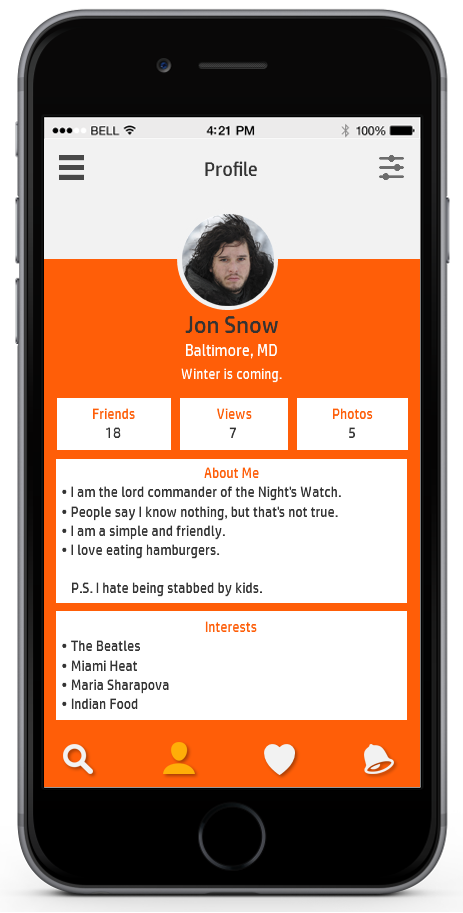 BELL 4:21 PM 100%
Profile
Jon Snow
Baltimore, MD
Winter is coming.
Friends Views Photos
18 7 5
About Me
• I am the lord commander of the Night's Watch.
• People say I know nothing, but that's not true.
• I am a simple and friendly.
• I love eating hamburgers.
P.S. I hate being stabbed by kids.
Interests
• The Beatles
• Miami Heat
• Maria Sharapova
• Indian Food